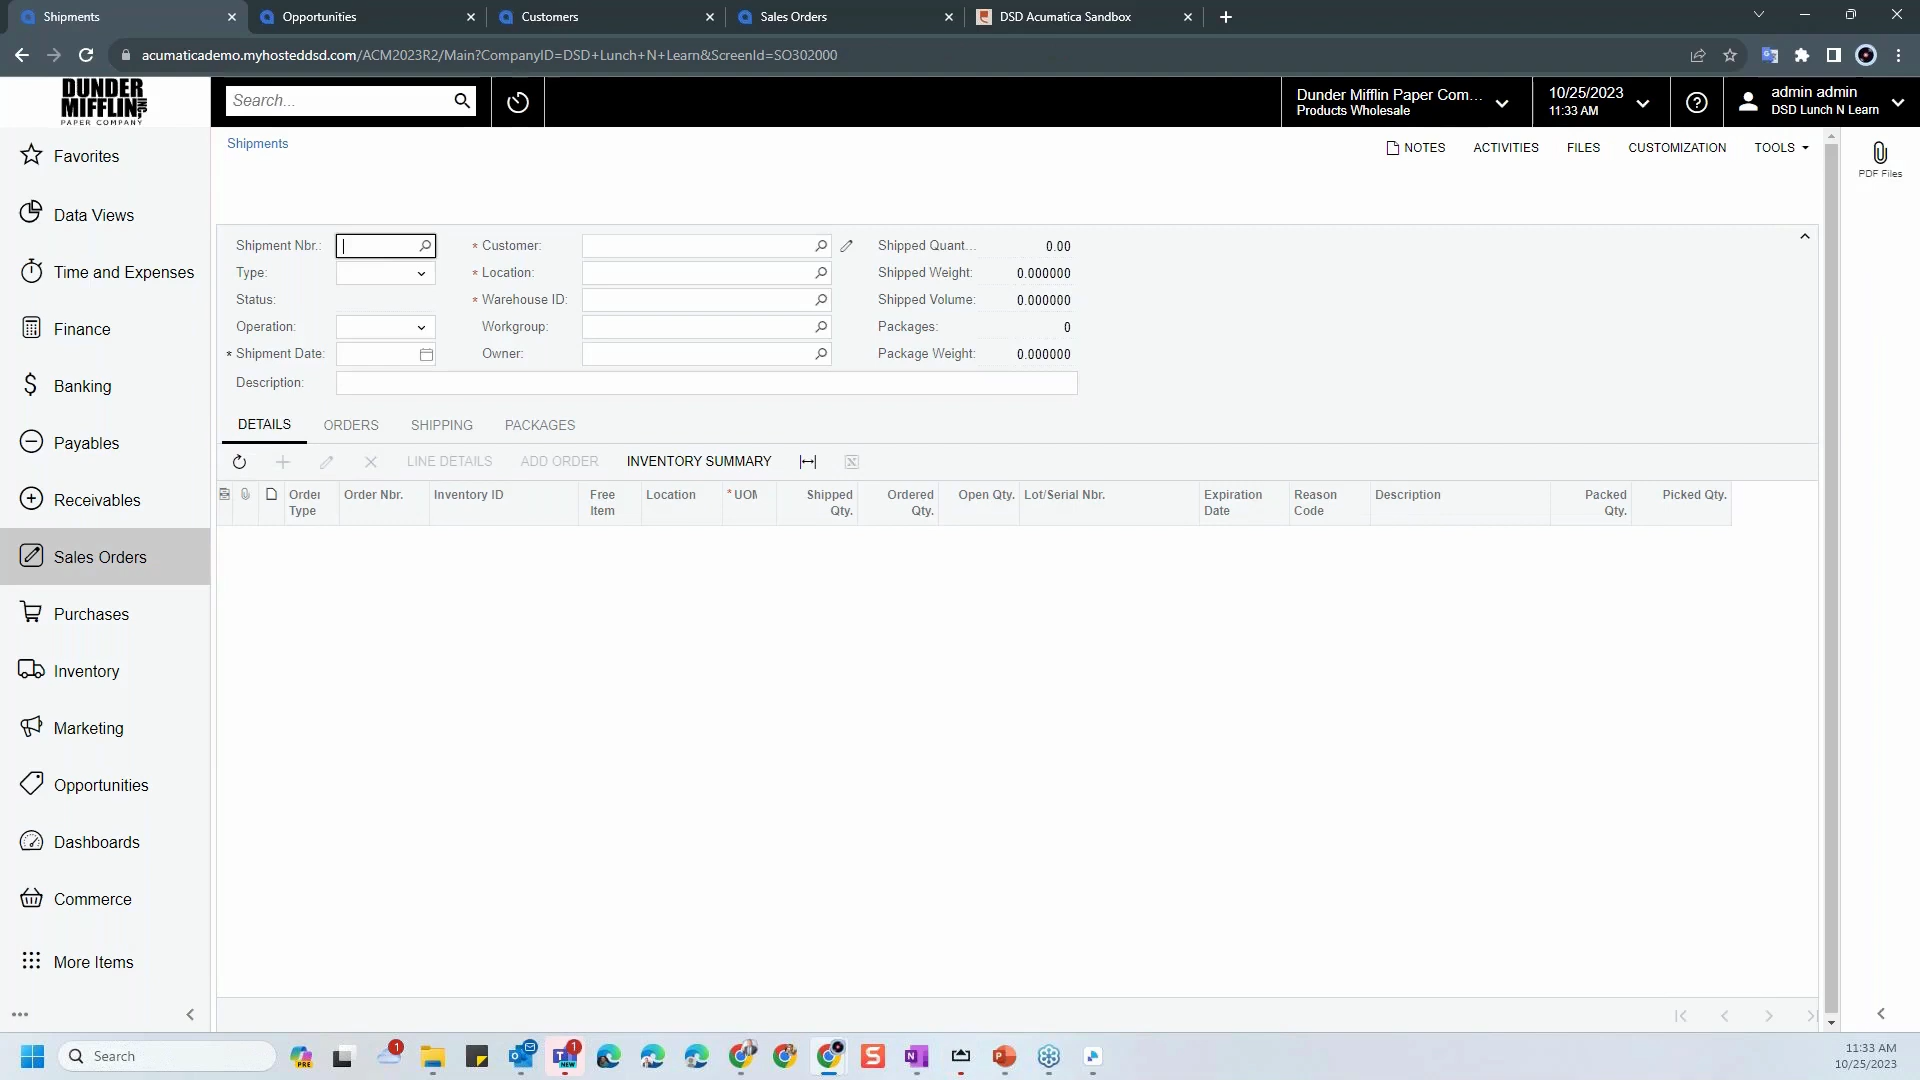 Shipments
Opportunities
Customers
Sales Orders
DSD Acumatica Sandbox
acumaticademo.myhosteddsd.com/ACM2023R2/Main?CompanyID=DSD+Lunch+N+Learn&ScreenId=SO302000
DUNDER
MIFFLIN INC
PAPER COMPANY
Search...
Dunder Mifflin Paper Com...
Products Wholesale
10/25/2023
11:33 AM
admin admin
DSD Lunch N Learn
Favorites
Data Views
Time and Expenses
Finance
Banking
Payables
Receivables
Sales Orders
Purchases
Inventory
Marketing
Opportunities
Dashboards
Commerce
More Items
Shipments
NOTES
ACTIVITIES
FILES
CUSTOMIZATION
TOOLS
PDF Files
Shipment Nbr.:
* Customer:
Shipped Quant...
0.00
Type:
* Location:
Shipped Weight:
0.000000
Status:
* Warehouse ID:
Shipped Volume:
0.000000
Operation:
Workgroup:
Packages:
0
* Shipment Date:
Owner:
Package Weight:
0.000000
Description:
DETAILS
ORDERS
SHIPPING
PACKAGES
LINE DETAILS
ADD ORDER
INVENTORY SUMMARY
Order
Type
Order Nbr.
Inventory ID
Free
Item
Location
* UOM
Shipped
Qty.
Ordered
Qty.
Open Qty.
Lot/Serial Nbr.
Expiration
Date
Reason
Code
Description
Packed
Qty.
Picked Qty.
Search
PRE
1
1
NEW
11:33 AM
10/25/2023